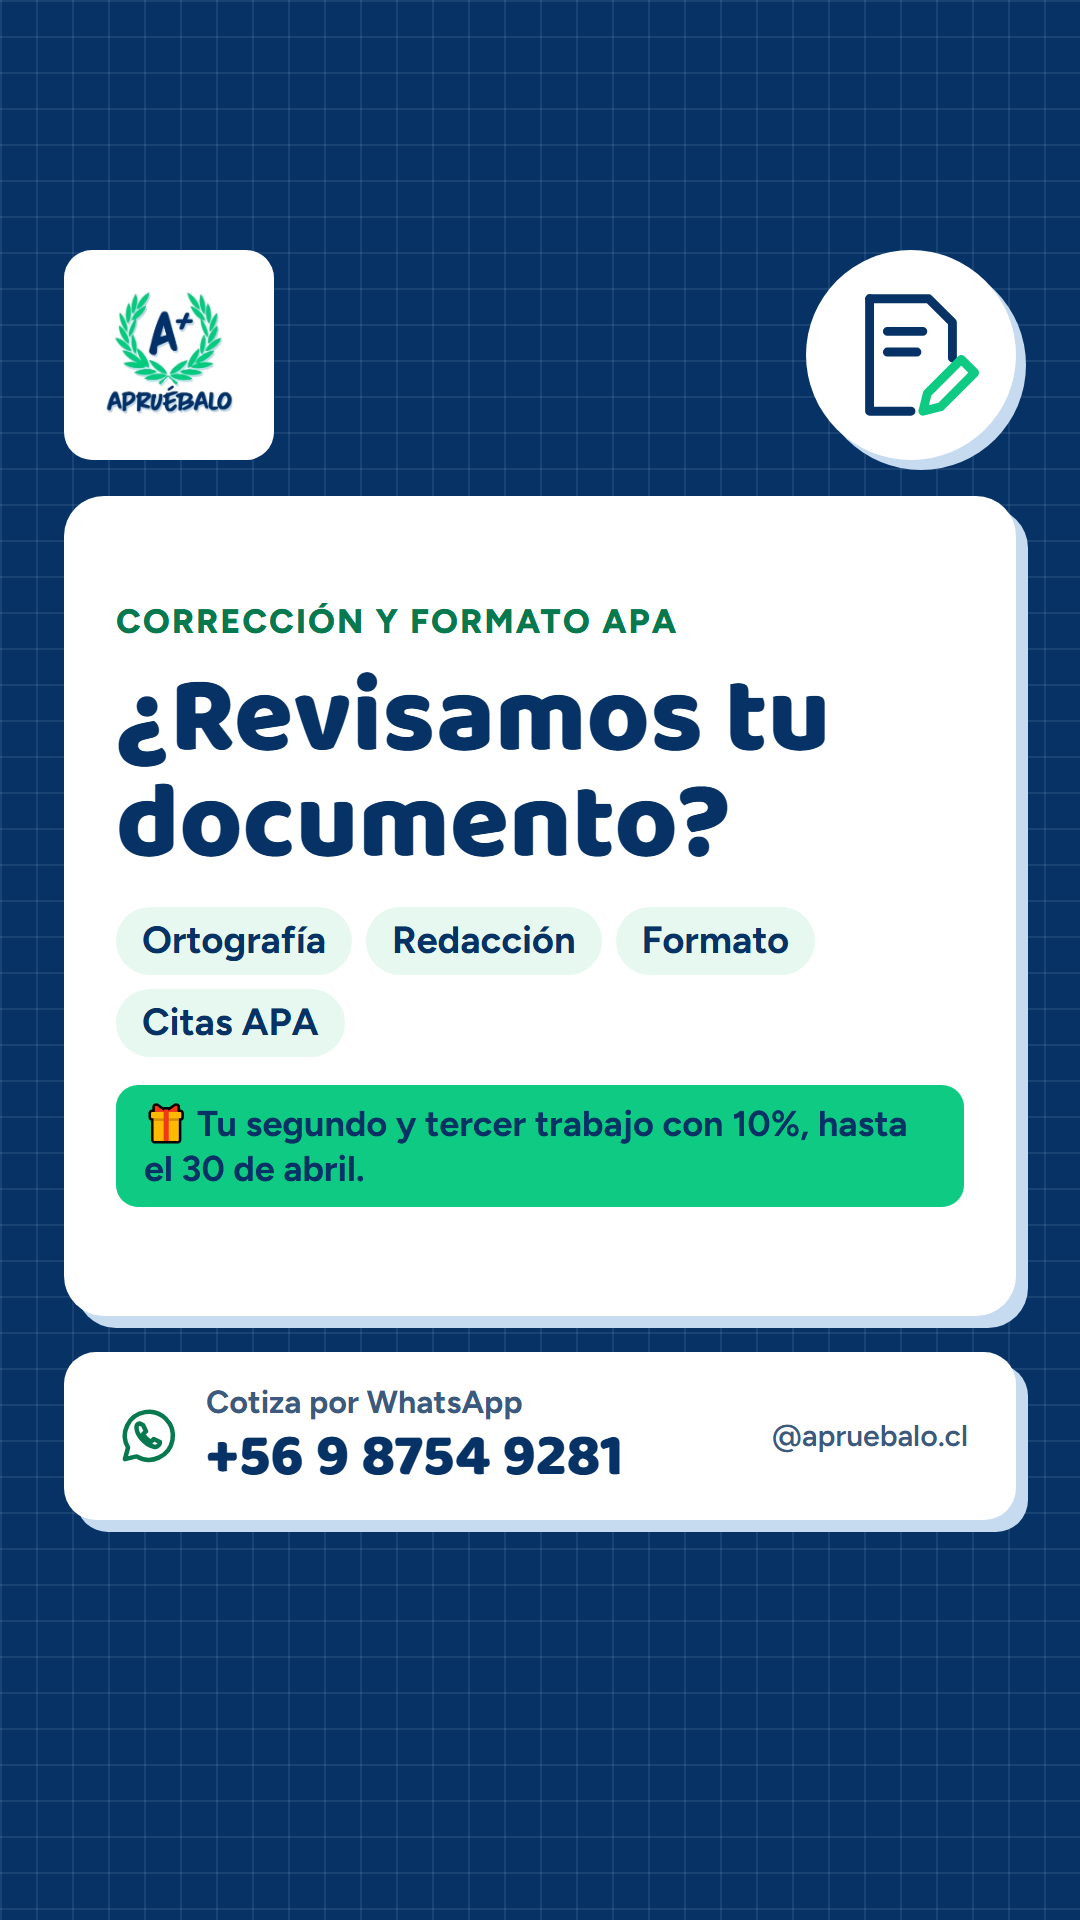 A+
APRUÉBALO
CORRECCIÓN Y FORMATO APA
¿Revisamos tu
documento?
Ortografía
Redacción
Formato
Citas APA
🎁 Tu segundo y tercer trabajo con 10%, hasta
el 30 de abril.
Cotiza por WhatsApp
+56 9 8754 9281
@apruebalo.cl